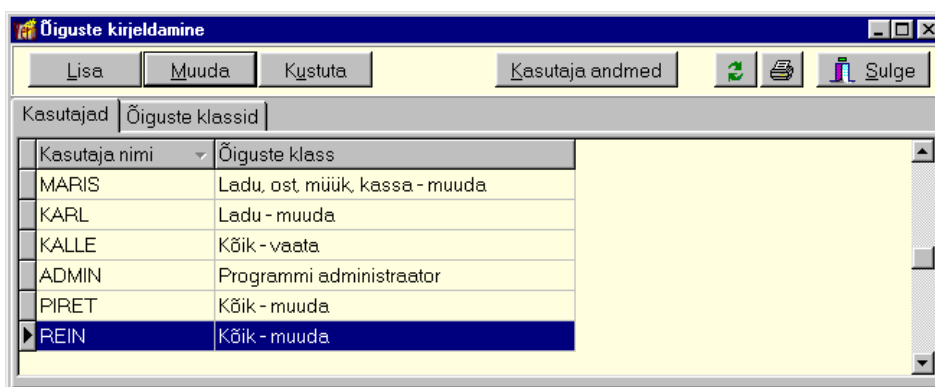 Õiguste kirjeldamine
Lisa Muuda Kustuta Kasutaja andmed Sulge
Kasutajad Õiguste klassid
Kasutaja nimi Õiguste klass
MARIS Ladu, ost, müük, kassa - muuda
KARL Ladu - muuda
KALLE Kõik - vaata
ADMIN Programmi administraator
PIRET Kõik - muuda
REIN Kõik - muuda